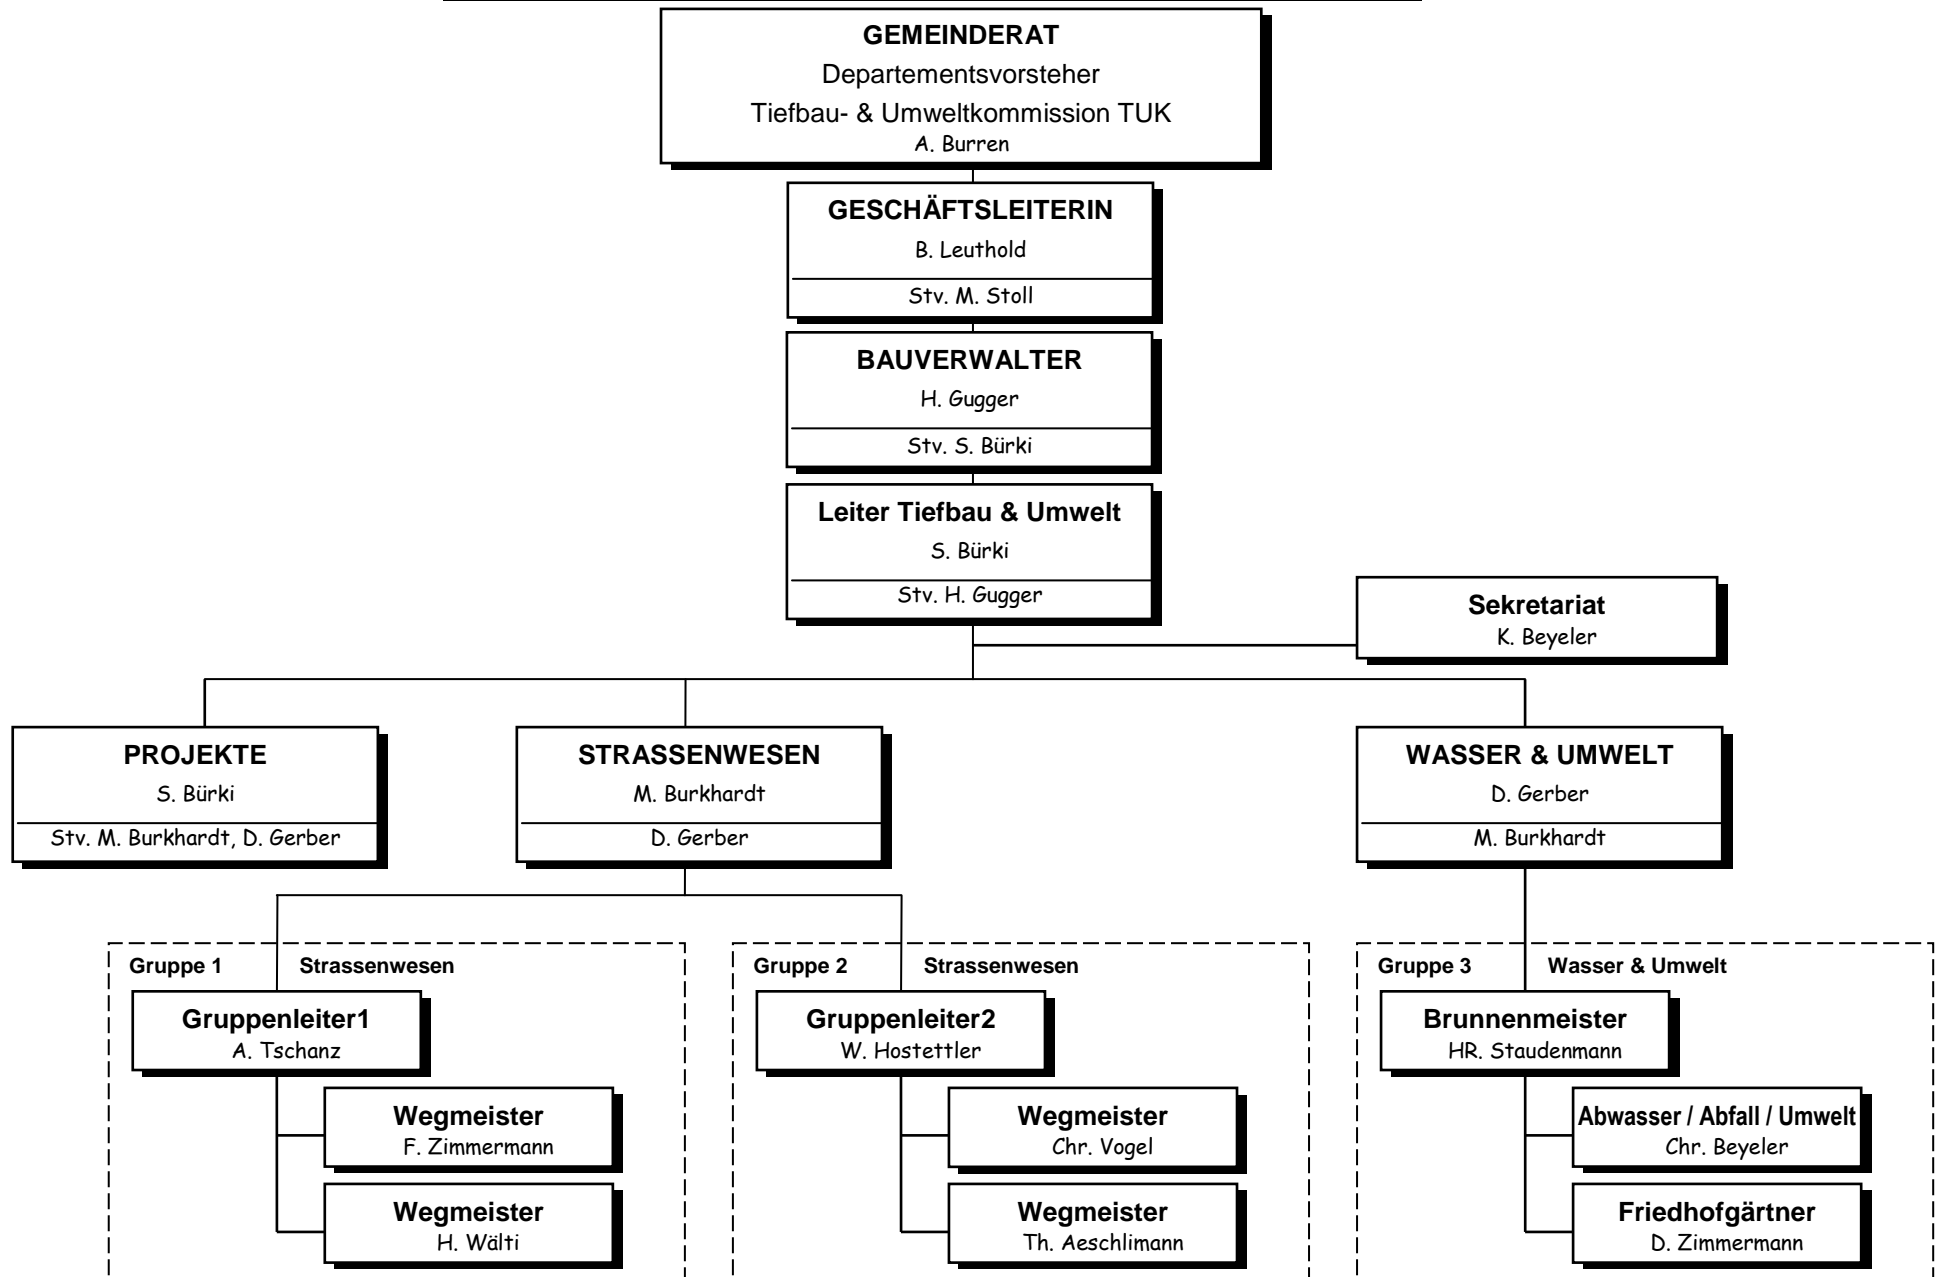 GEMEINDERAT
Departementsvorsteher
Tiefbau- & Umweltkommission TUK
A. Burren
GESCHÄFTSLEITERIN
B. Leuthold
Stv. M. Stoll
BAUVERWALTER
H. Gugger
Stv. S. Bürki
Leiter Tiefbau & Umwelt
S. Bürki
Stv. H. Gugger
Sekretariat
K. Beyeler
PROJEKTE
S. Bürki
Stv. M. Burkhardt, D. Gerber
STRASSENWESEN
M. Burkhardt
D. Gerber
WASSER & UMWELT
D. Gerber
M. Burkhardt
Gruppe 1 Strassenwesen
Gruppenleiter1
A. Tschanz
Wegmeister
F. Zimmermann
Wegmeister
H. Wälti
Gruppe 2 Strassenwesen
Gruppenleiter2
W. Hostettler
Wegmeister
Chr. Vogel
Wegmeister
Th. Aeschlimann
Gruppe 3 Wasser & Umwelt
Brunnenmeister
HR. Staudenmann
Abwasser / Abfall / Umwelt
Chr. Beyeler
Friedhofgärtner
D. Zimmermann